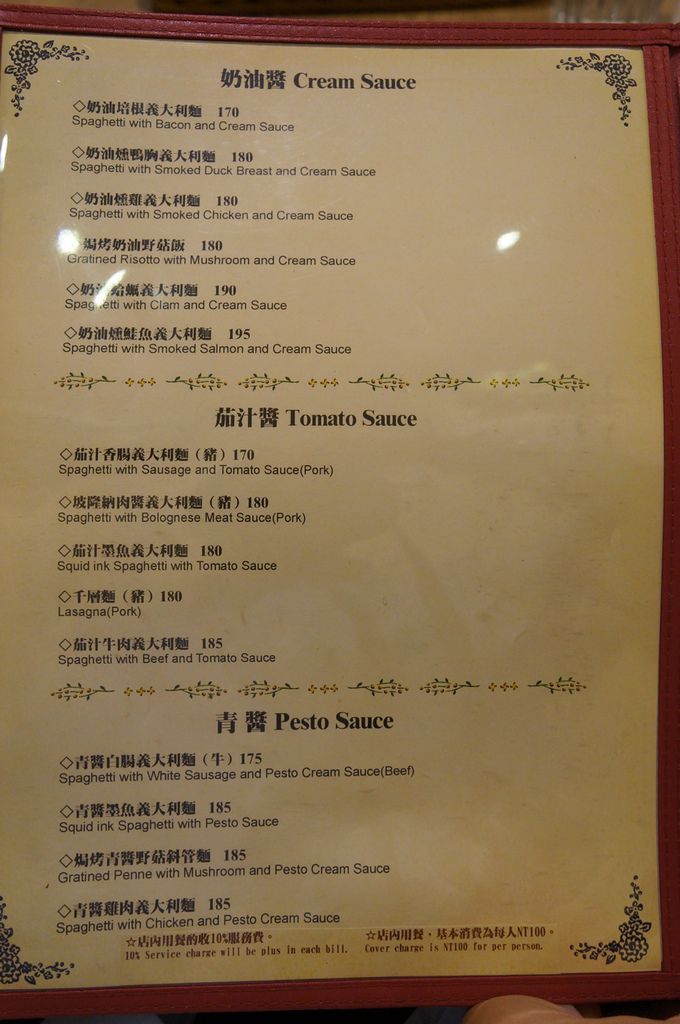 奶油醬 Cream Sauce
◇奶油培根義大利麵 170
Spaghetti with Bacon and Cream Sauce
◇奶油燻鴨胸義大利麵 180
Spaghetti with Smoked Duck Breast and Cream Sauce
◇奶油燻雞義大利麵 180
Spaghetti with Smoked Chicken and Cream Sauce
焗烤奶油野菇飯 180
Gratined Risotto with Mushroom and Cream Sauce
◇奶油蛤蠣義大利麵 190
Spaghetti with Clam and Cream Sauce
◇奶油燻鮭魚義大利麵 195
Spaghetti with Smoked Salmon and Cream Sauce
茄汁醬 Tomato Sauce
◇茄汁香腸義大利麵（豬）170
Spaghetti with Sausage and Tomato Sauce(Pork)
◇坡隆納肉醬義大利麵（豬）180
Spaghetti with Bolognese Meat Sauce(Pork)
◇茄汁墨魚義大利麵 180
Squid ink Spaghetti with Tomato Sauce
◇千層麵（豬）180
Lasagna(Pork)
◇茄汁牛肉義大利麵 185
Spaghetti with Beef and Tomato Sauce
青 醬 Pesto Sauce
◇青醬白腸義大利麵（牛）175
Spaghetti with White Sausage and Pesto Cream Sauce(Beef)
◇青醬墨魚義大利麵 185
Squid ink Spaghetti with Pesto Sauce
◇焗烤青醬野菇斜管麵 185
Gratined Penne with Mushroom and Pesto Cream Sauce
◇青醬雞肉義大利麵 185
Spaghetti with Chicken and Pesto Cream Sauce
☆店內用餐酌收10%服務費。 ☆店內用餐，基本消費為每人NT100。
10% Service charge will be plus in each bill. Cover charge is NT100 for per person.